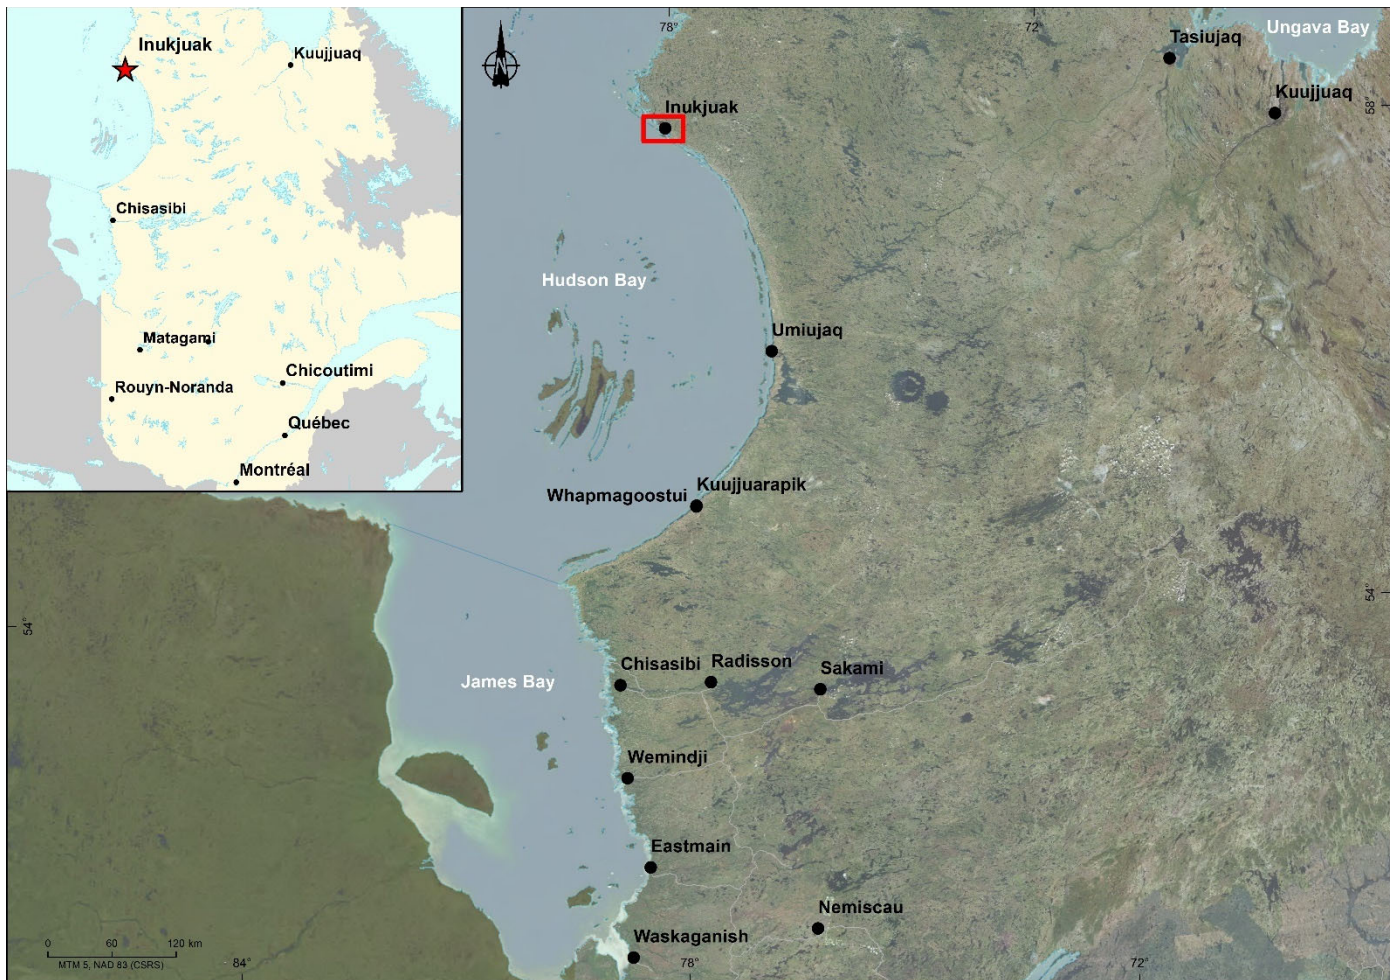 Inukjuak
Kuujjuaq
Chisasibi
Matagami
Rouyn-Noranda
Chicoutimi
Québec
Montréal
N
78°
72°
Ungava Bay
Tasiujaq
Kuujjuaq
58°
Inukjuak
Hudson Bay
Umiujaq
Kuujjuarapik
Whapmagoostui
54°
54°
James Bay
Chisasibi
Radisson
Sakami
Wemindji
Eastmain
Nemiscau
Waskaganish
0 60 120 km
MTM 5, NAD 83 (CSRS)
84°
78°
72°